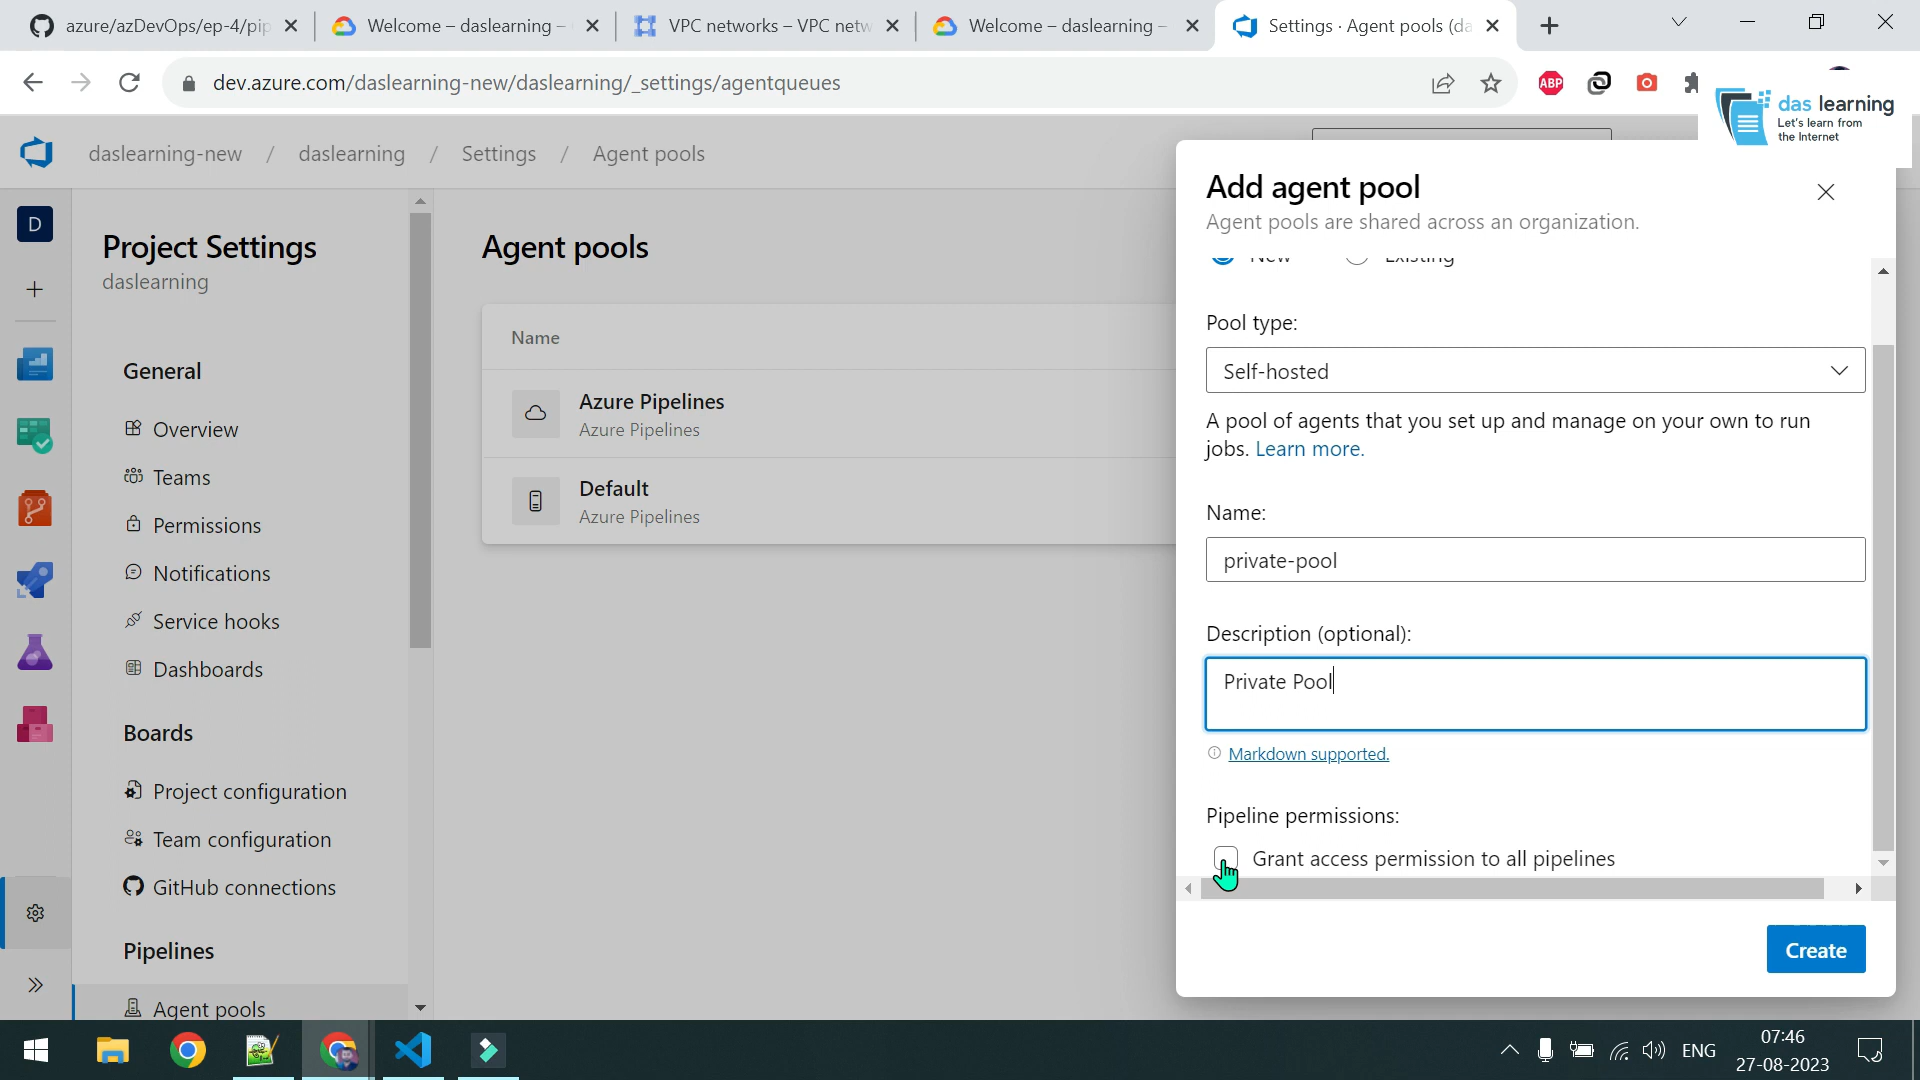 azure/azDevOps/ep-4/pip
Welcome – daslearning –
VPC networks – VPC netw
Welcome – daslearning –
Settings · Agent pools (da
dev.azure.com/daslearning-new/daslearning/_settings/agentqueues
ABP
das learning
Let's learn from
the Internet
daslearning-new / daslearning / Settings / Agent pools
D
Project Settings
daslearning
General
Overview
Teams
Permissions
Notifications
Service hooks
Dashboards
Boards
Project configuration
Team configuration
GitHub connections
Pipelines
Agent pools
Agent pools
Name
Azure Pipelines
Azure Pipelines
Default
Azure Pipelines
Add agent pool
Agent pools are shared across an organization.
New Existing
Pool type:
Self-hosted
A pool of agents that you set up and manage on your own to run
jobs. Learn more.
Name:
private-pool
Description (optional):
Private Pool
Markdown supported.
Pipeline permissions:
Grant access permission to all pipelines
Create
ENG
07:46
27-08-2023